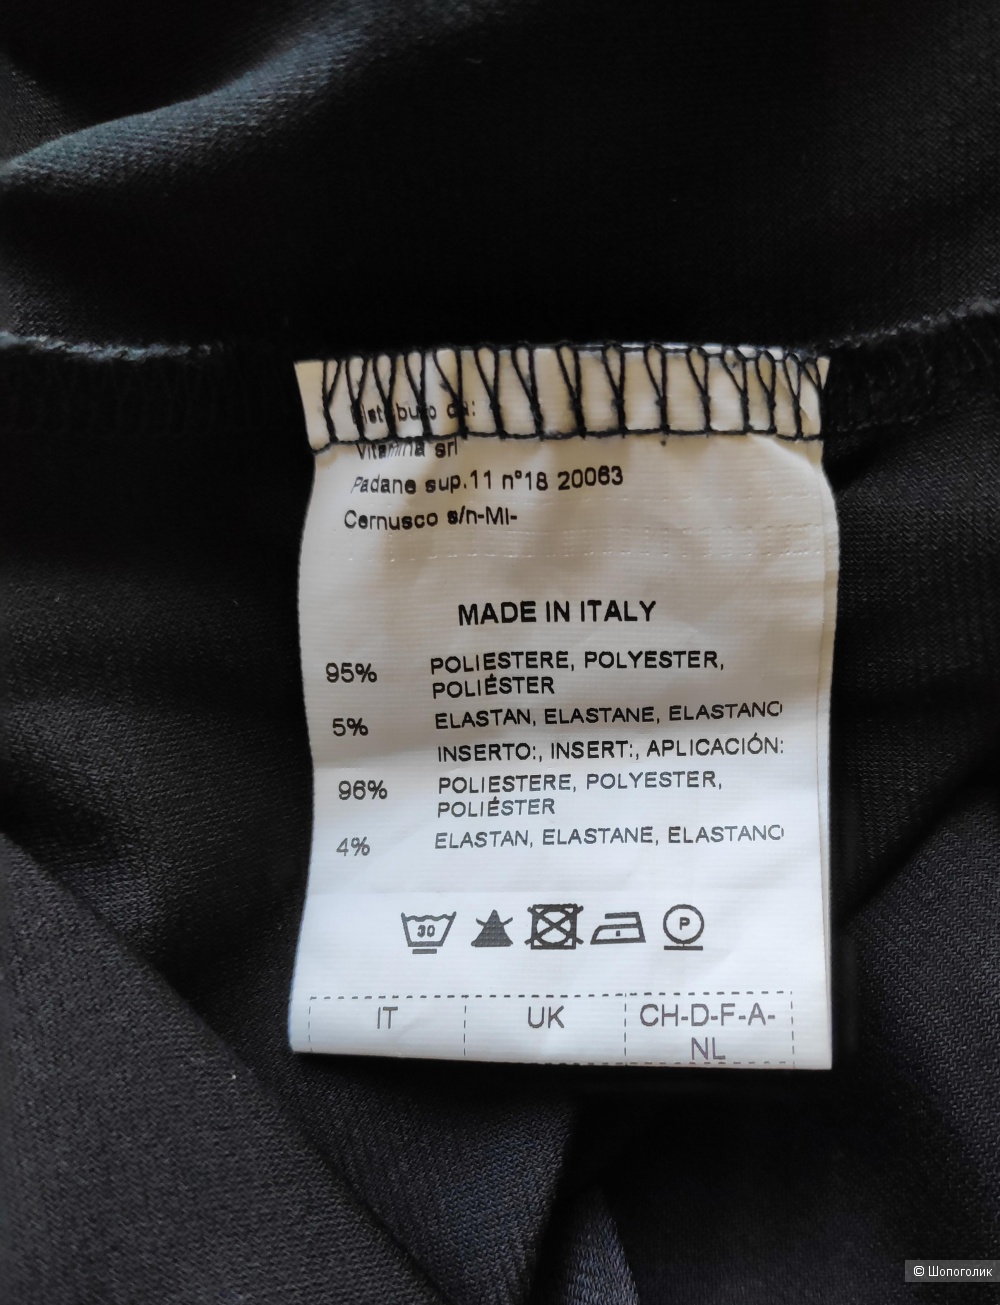 Distribuito da:
Vitamina srl
Padane sup.11 n°18 20063
Cernusco s/n-MI-
MADE IN ITALY
95% POLIESTERE, POLYESTER,
POLIÉSTER
5% ELASTAN, ELASTANE, ELASTANO
INSERTO:, INSERT:, APLICACIÓN:
96% POLIESTERE, POLYESTER,
POLIÉSTER
4% ELASTAN, ELASTANE, ELASTANO
30 P
IT UK CH-D-F-A-
NL
© Шопоголик